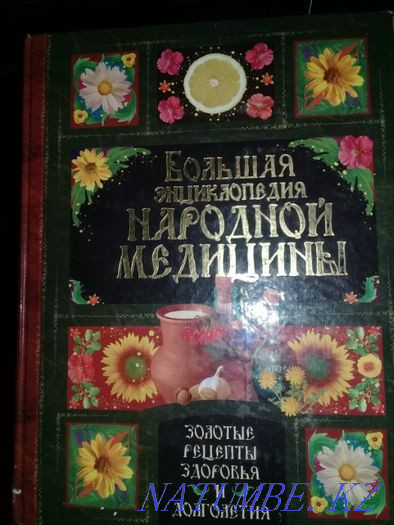 Большая
энциклопедия
народной
медицины
золотые
рецепты
здоровья
долголетия
NATUMBE.KZ